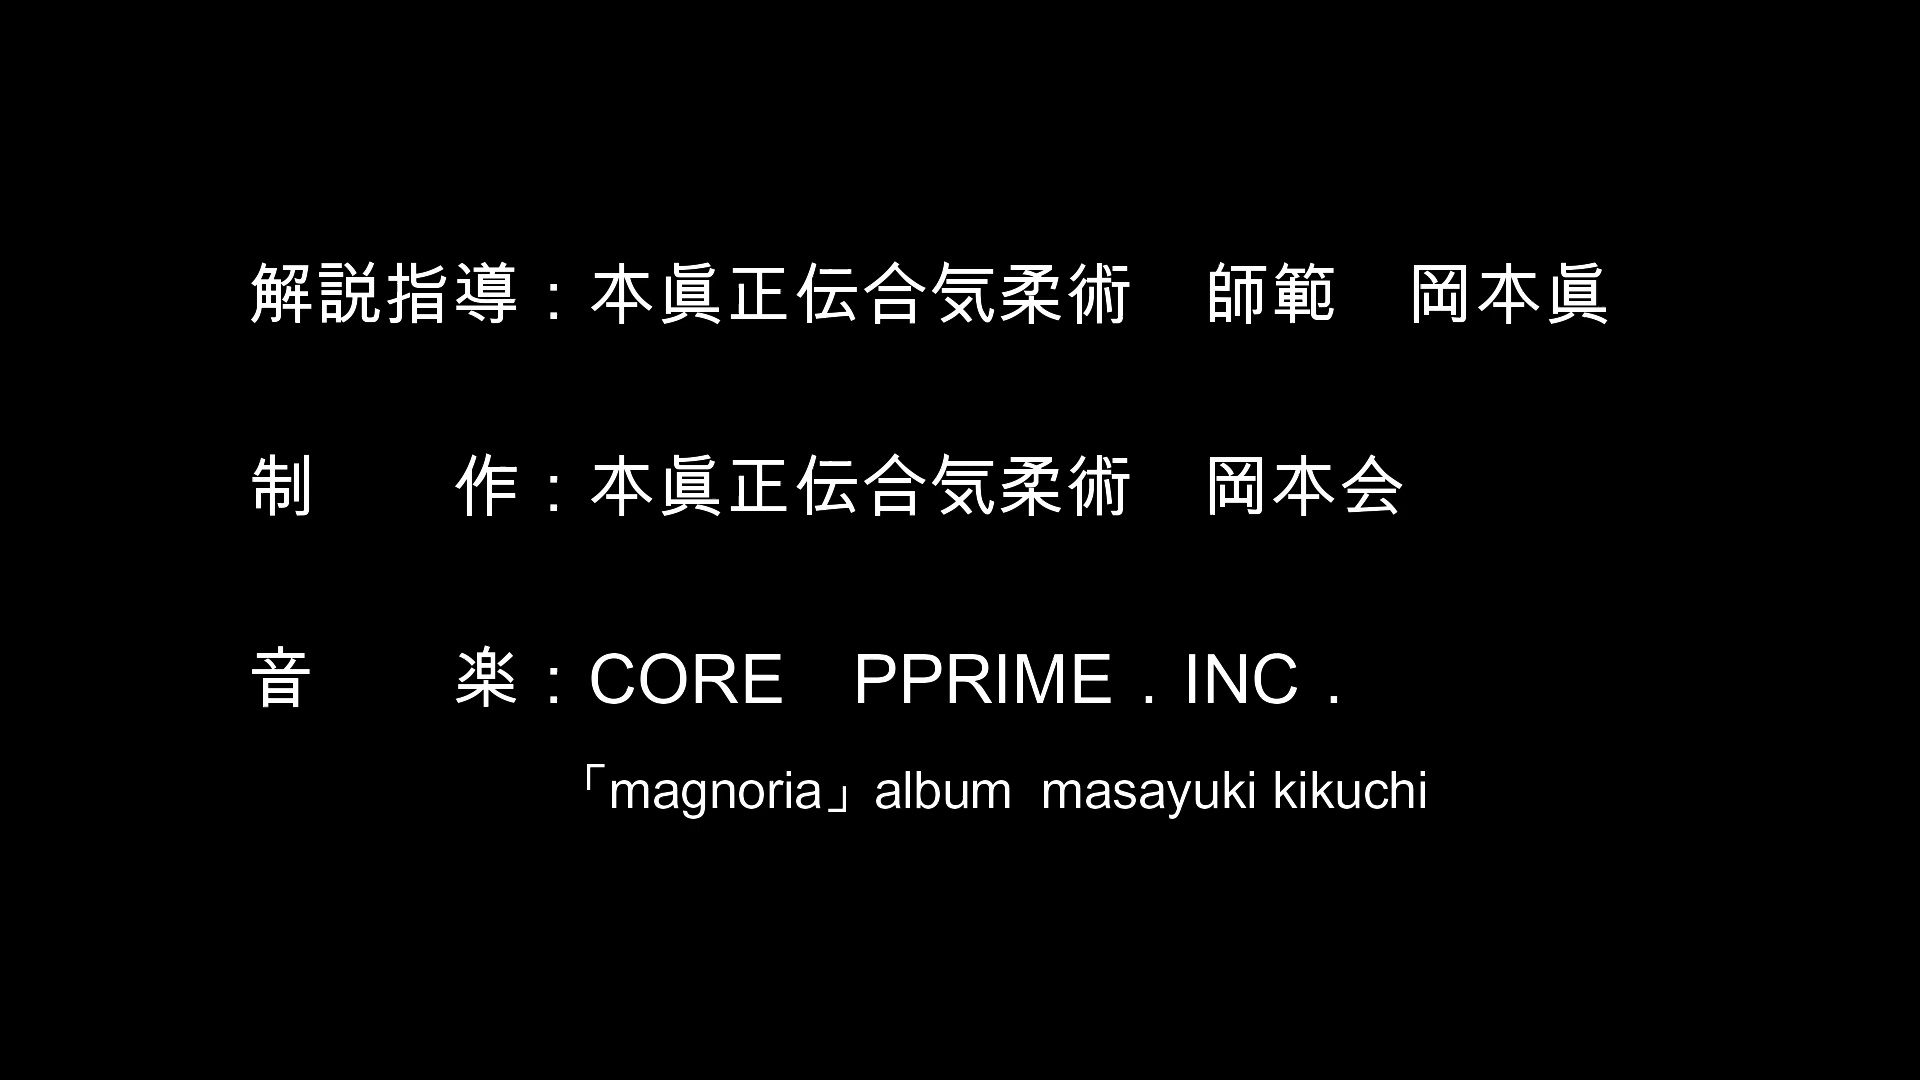 解説指導：本眞正伝合気柔術　師範　岡本眞
制　　作：本眞正伝合気柔術　岡本会
音　　楽：CORE　PPRIME．INC．
「magnoria」album  masayuki kikuchi